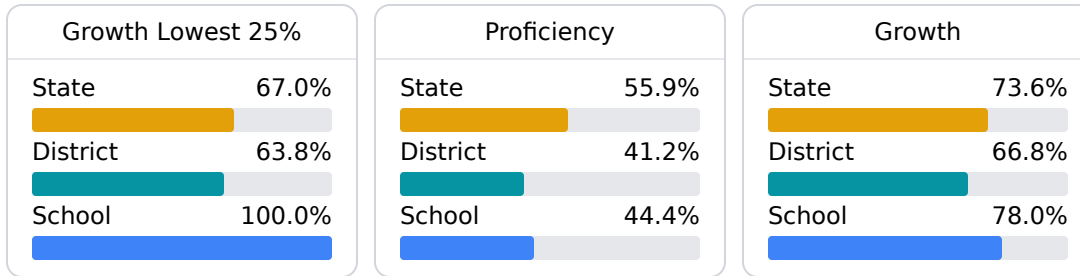 Growth Lowest 25%
State 67.0%
District 63.8%
School 100.0%
Proficiency
State 55.9%
District 41.2%
School 44.4%
Growth
State 73.6%
District 66.8%
School 78.0%